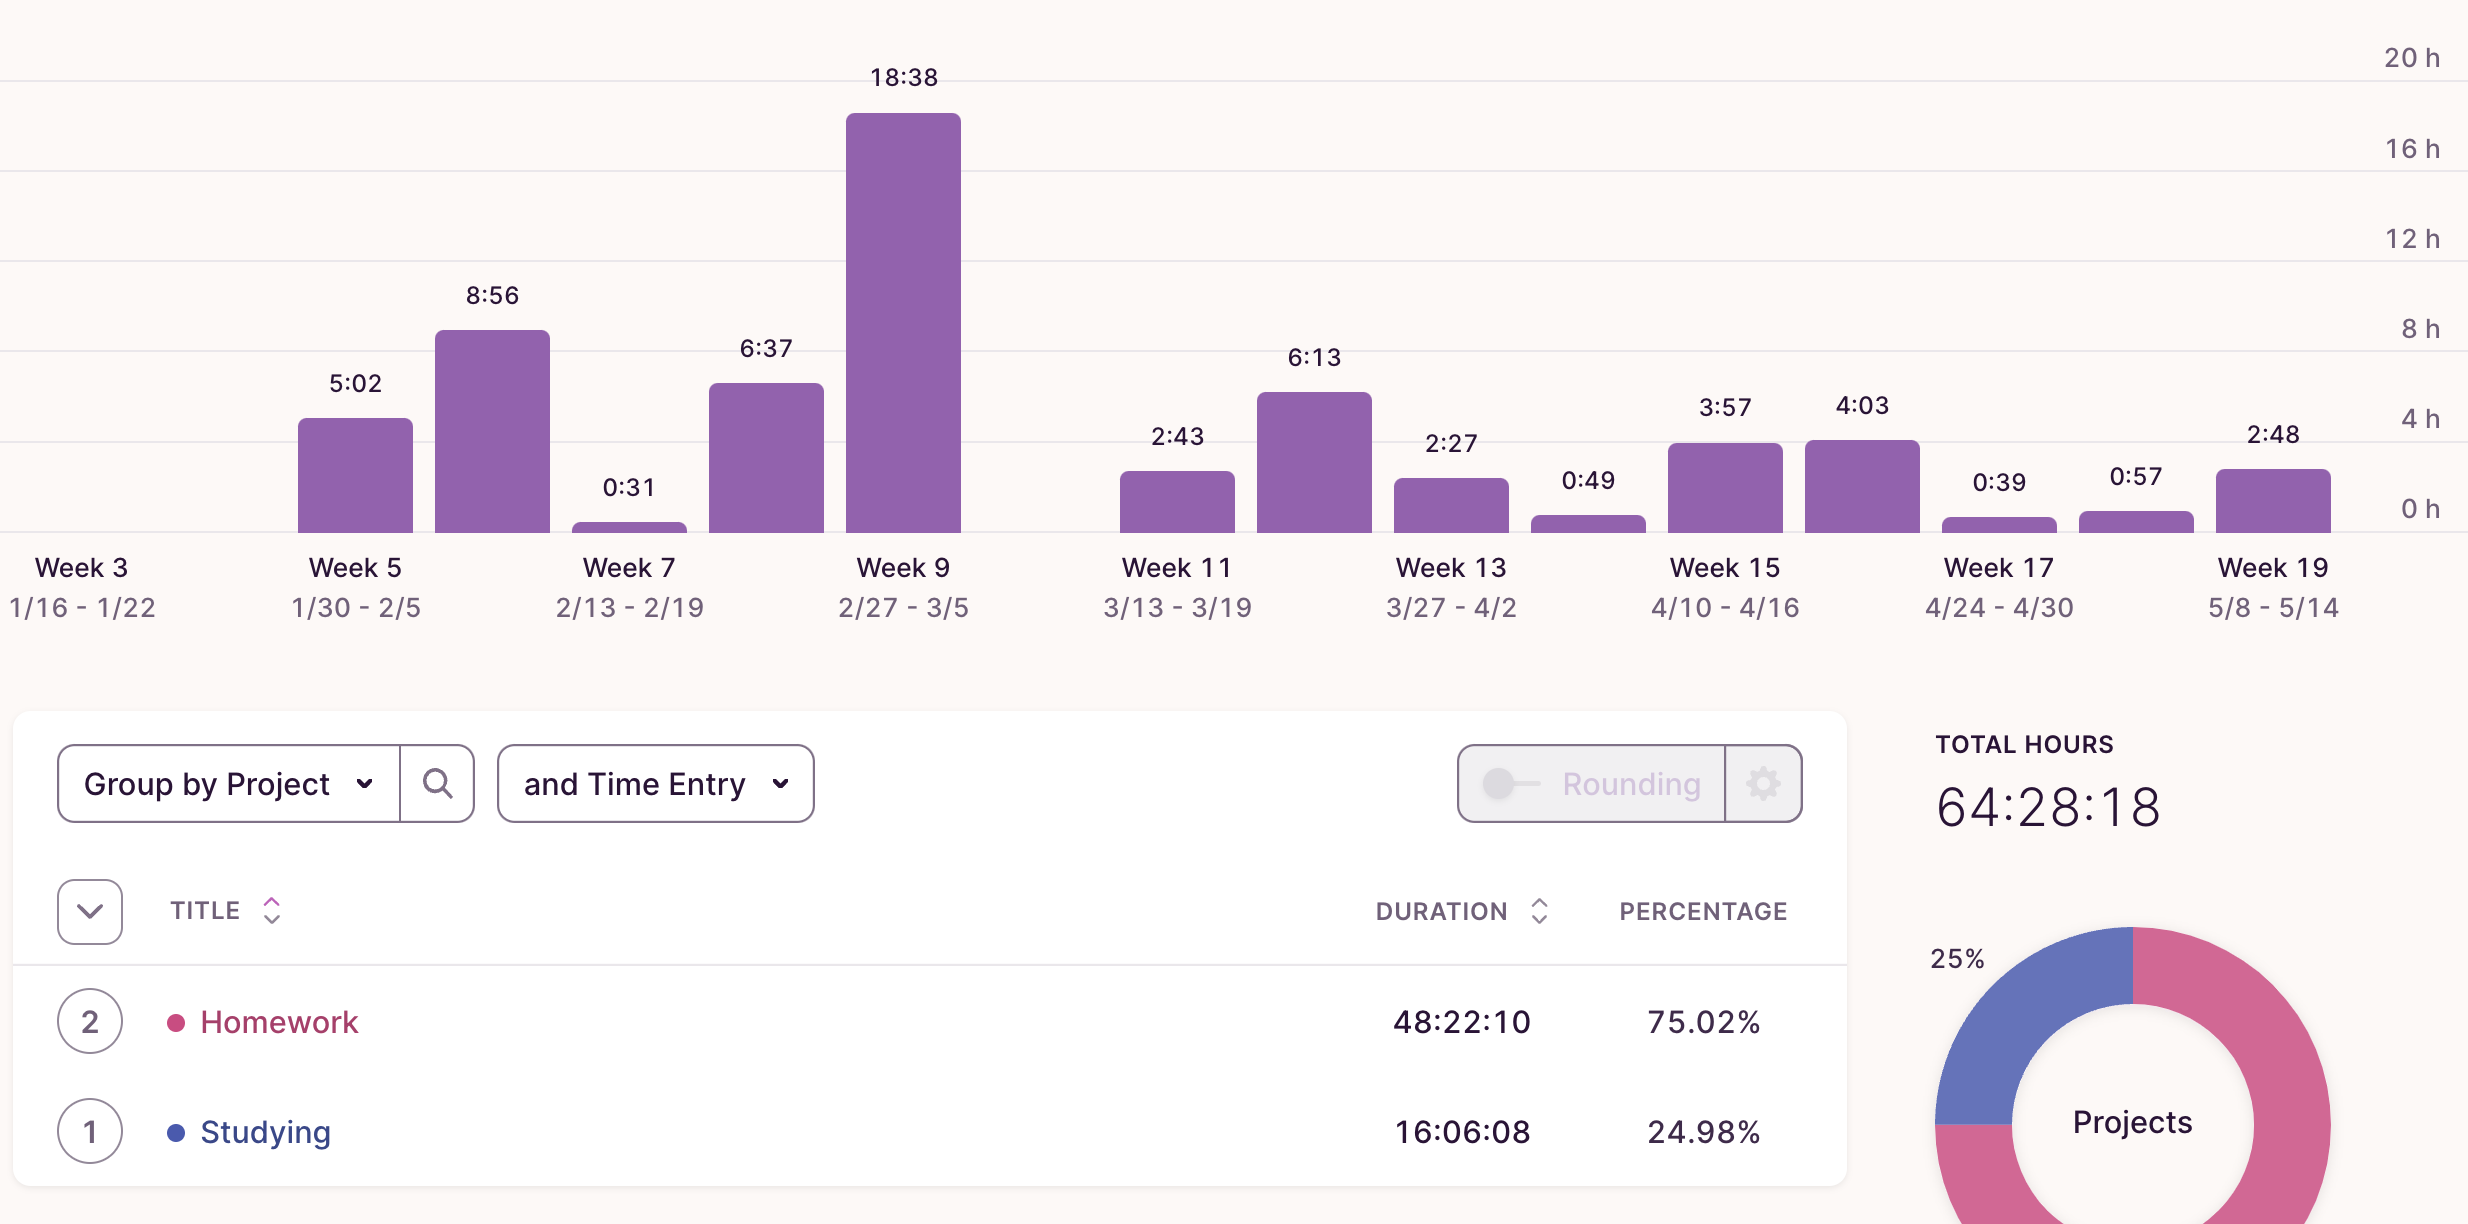 20 h
18:38
16 h
12 h
8:56
8 h
6:37
6:13
5:02
4 h
3:57
4:03
2:43
2:27
2:48
0:31
0:49
0:39
0:57
0 h
Week 3
Week 5
Week 7
Week 9
Week 11
Week 13
Week 15
Week 17
Week 19
1/16 - 1/22
1/30 - 2/5
2/13 - 2/19
2/27 - 3/5
3/13 - 3/19
3/27 - 4/2
4/10 - 4/16
4/24 - 4/30
5/8 - 5/14
Group by Project
and Time Entry
Rounding
TITLE
DURATION
PERCENTAGE
2 Homework 48:22:10 75.02%
1 Studying 16:06:08 24.98%
TOTAL HOURS
64:28:18
25%
Projects